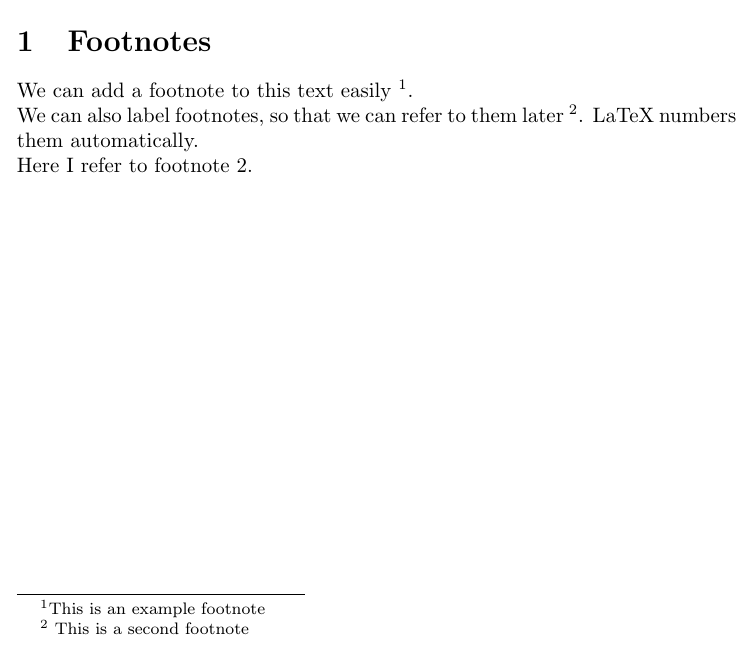 1 Footnotes
We can add a footnote to this text easily ¹.
We can also label footnotes, so that we can refer to them later ². LaTeX numbers
them automatically.
Here I refer to footnote 2.
¹This is an example footnote
² This is a second footnote